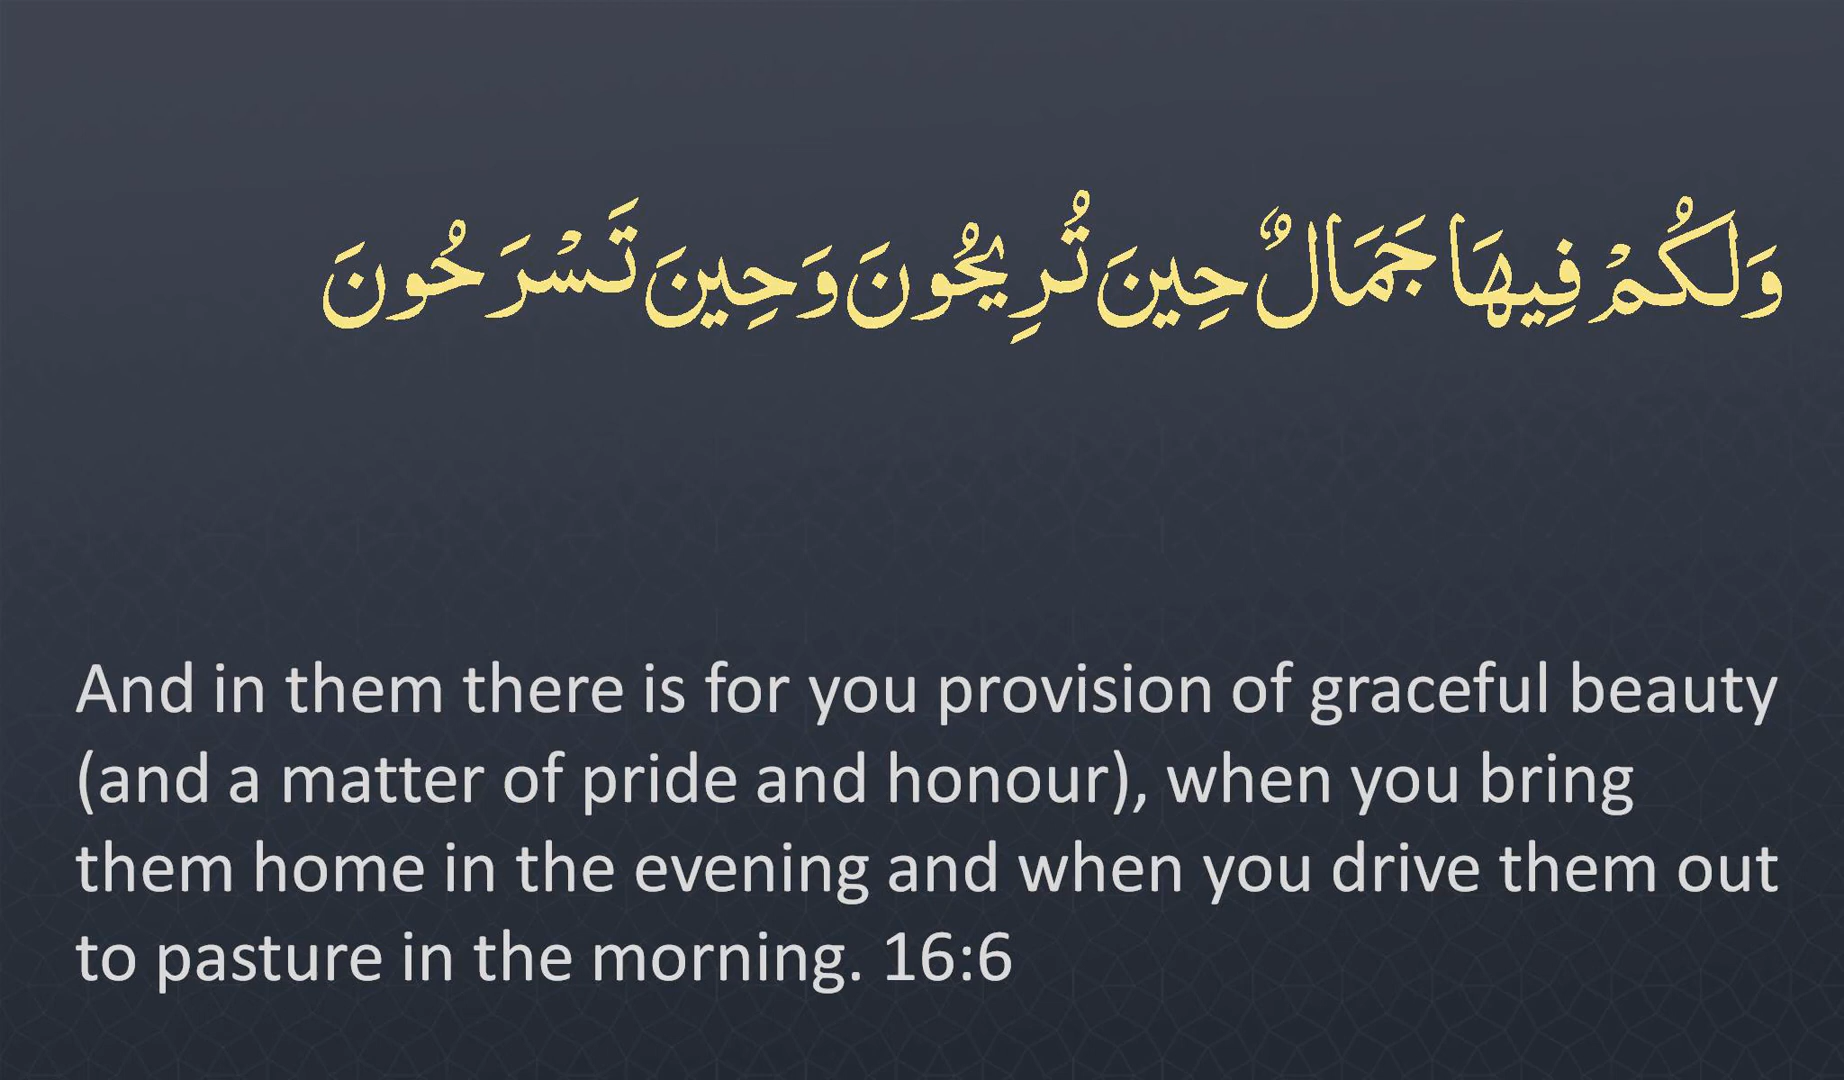 وَلَكُمْ فِيهَا جَمَالٌ حِينَ تُرِيحُونَ وَحِينَ تَسْرَحُونَ
And in them there is for you provision of graceful beauty
(and a matter of pride and honour), when you bring
them home in the evening and when you drive them out
to pasture in the morning. 16:6